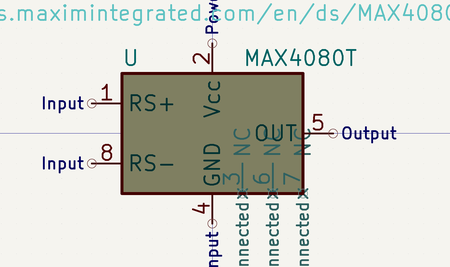 s.maximintegrated.com/en/ds/MAX4080
Powe
U MAX4080T
2
Vcc
1 RS+
Input
OUT 5 Output
8 RS-
Input
GND
4
nput
3 NC
6 NC
7 NC
nnected
nnected
nnected